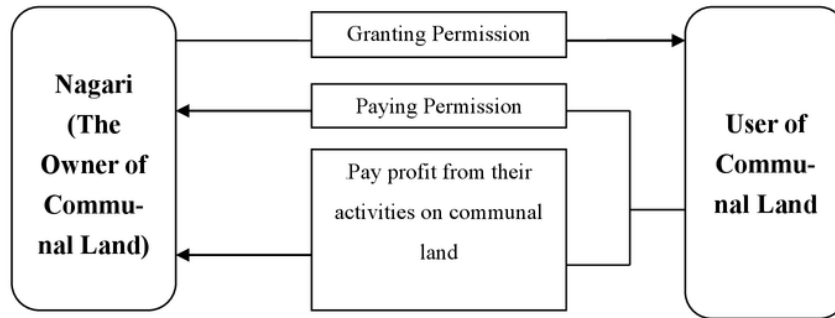 Nagari
(The
Owner of
Commu-
nal Land)
Granting Permission
Paying Permission
Pay profit from their
activities on communal
land
User of
Commu-
nal Land